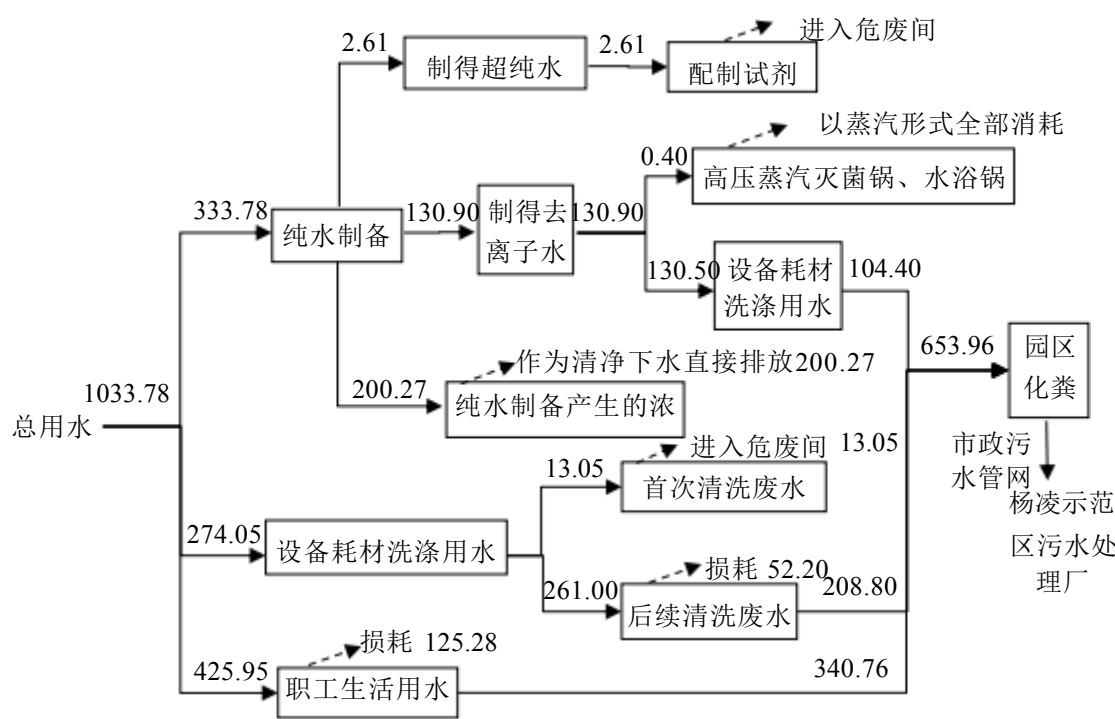 进入危废间
2.61
2.61
制得超纯水
配制试剂
以蒸汽形式全部消耗
0.40
高压蒸汽灭菌锅、水浴锅
333.78
纯水制备
130.90
制得去
离子水
130.90
130.50
设备耗材
洗涤用水
104.40
653.96
园区
化粪
作为清净下水直接排放200.27
200.27
纯水制备产生的浓
1033.78
总用水
进入危废间
13.05
13.05
首次清洗废水
市政污
水管网
杨凌示范
区污水处
理厂
274.05
设备耗材洗涤用水
损耗 52.20
261.00
后续清洗废水
208.80
损耗 125.28
425.95
职工生活用水
340.76